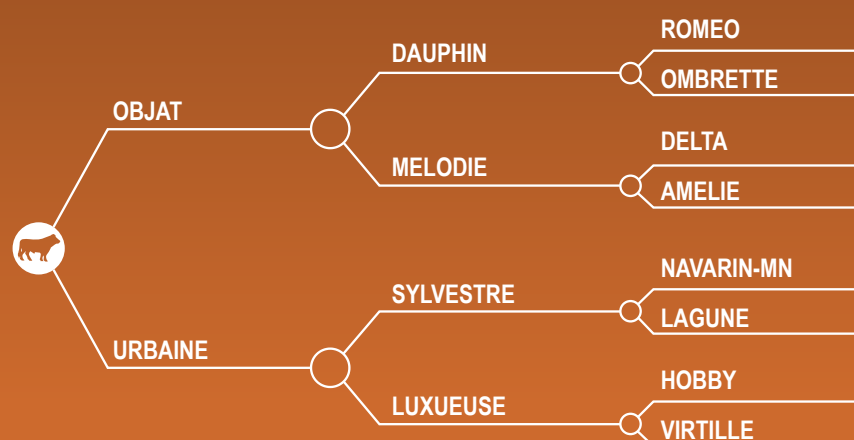 ROMEO
DAUPHIN
OMBRETTE
OBJAT
DELTA
MELODIE
AMELIE
NAVARIN-MN
SYLVESTRE
LAGUNE
URBAINE
HOBBY
LUXUEUSE
VIRTILLE